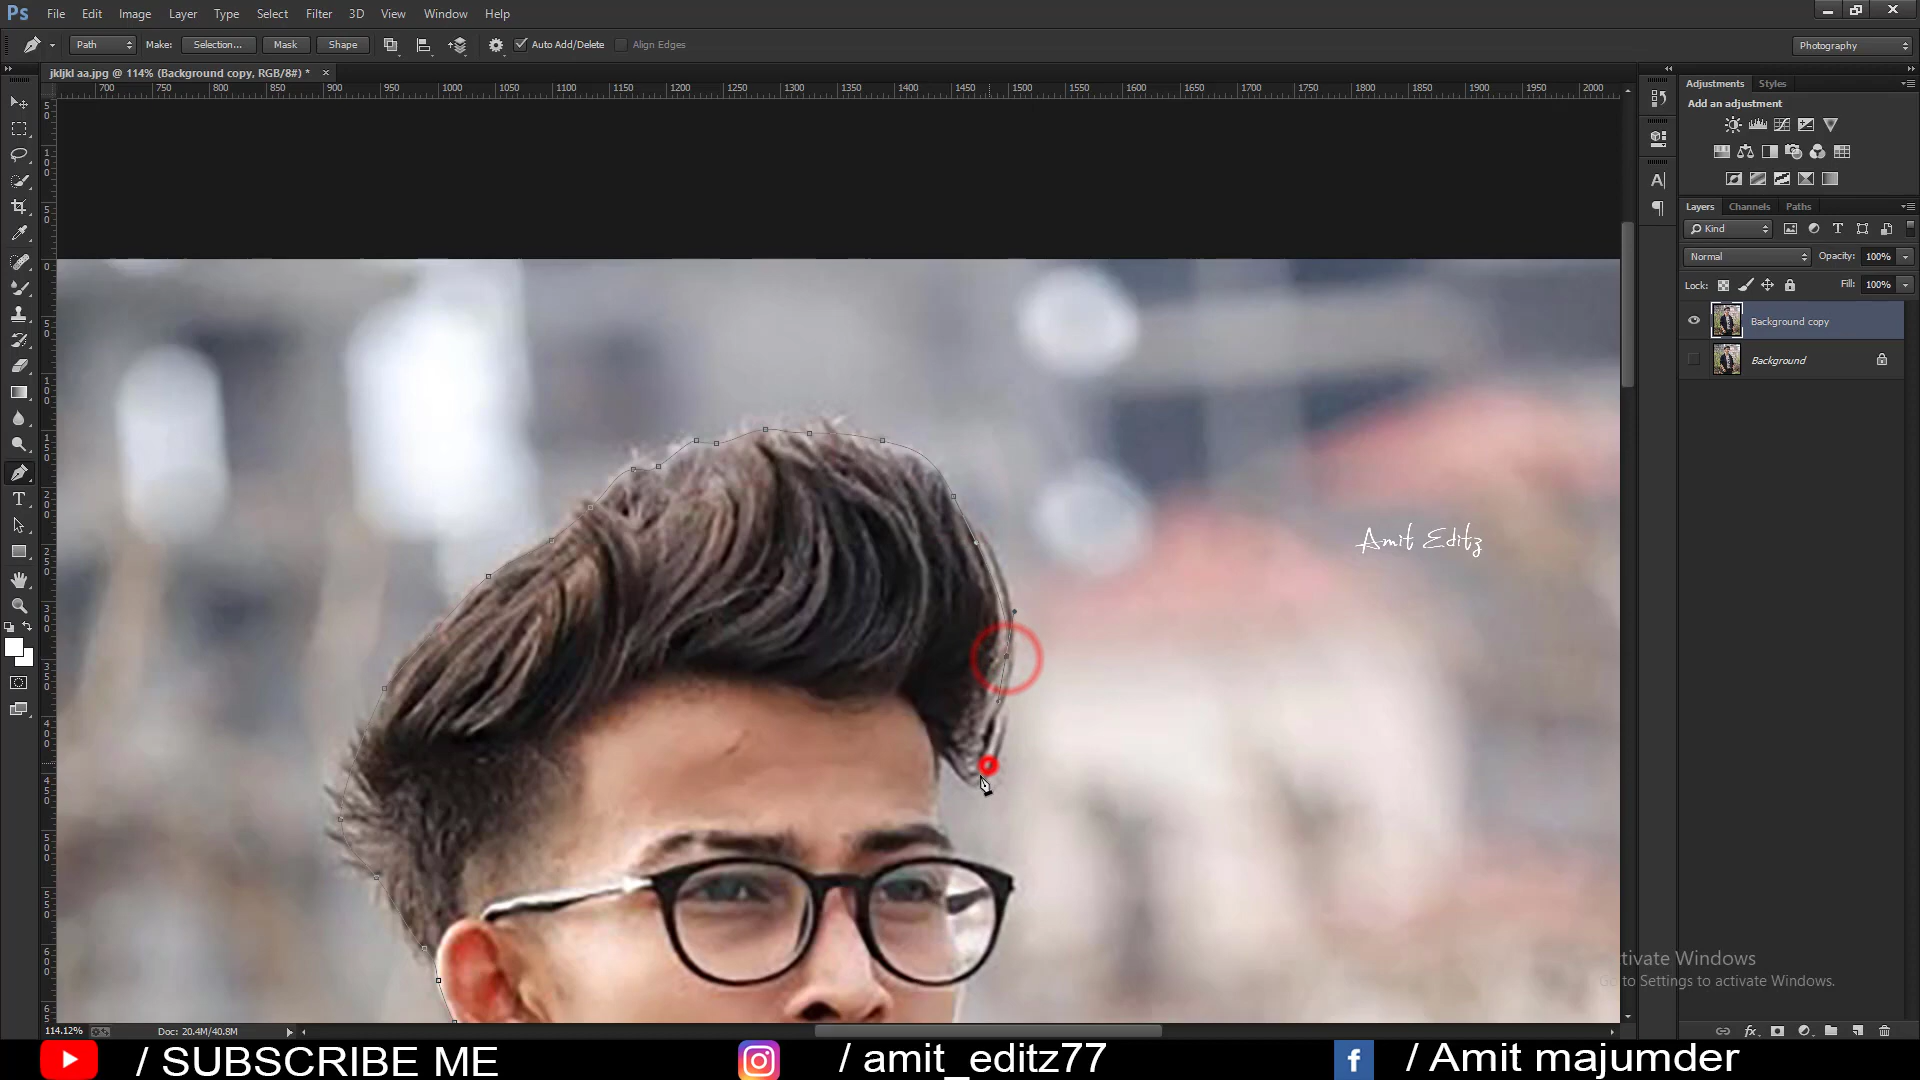 Ps File Edit Image Layer Type Select Filter 3D View Window Help
Path Make: Selection... Mask Shape Auto Add/Delete Align Edges Photography
jkljkl aa.jpg @ 114% (Background copy, RGB/8#) * ×
700 750 800 850 900 950 1000 1050 1100 1150 1200 1250 1300 1350 1400 1450 1500 1550 1600 1650 1700 1750 1800 1850 1900 1950 2000
Adjustments Styles
Add an adjustment
Layers Channels Paths
Kind
Normal Opacity: 100%
Lock: Fill: 100%
Background copy
Background
Amit Editz
tivate Windows
to Settings to activate Windows.
114.12% Doc: 20.4M/40.8M
/ SUBSCRIBE ME / amit_editz77 / Amit majumder